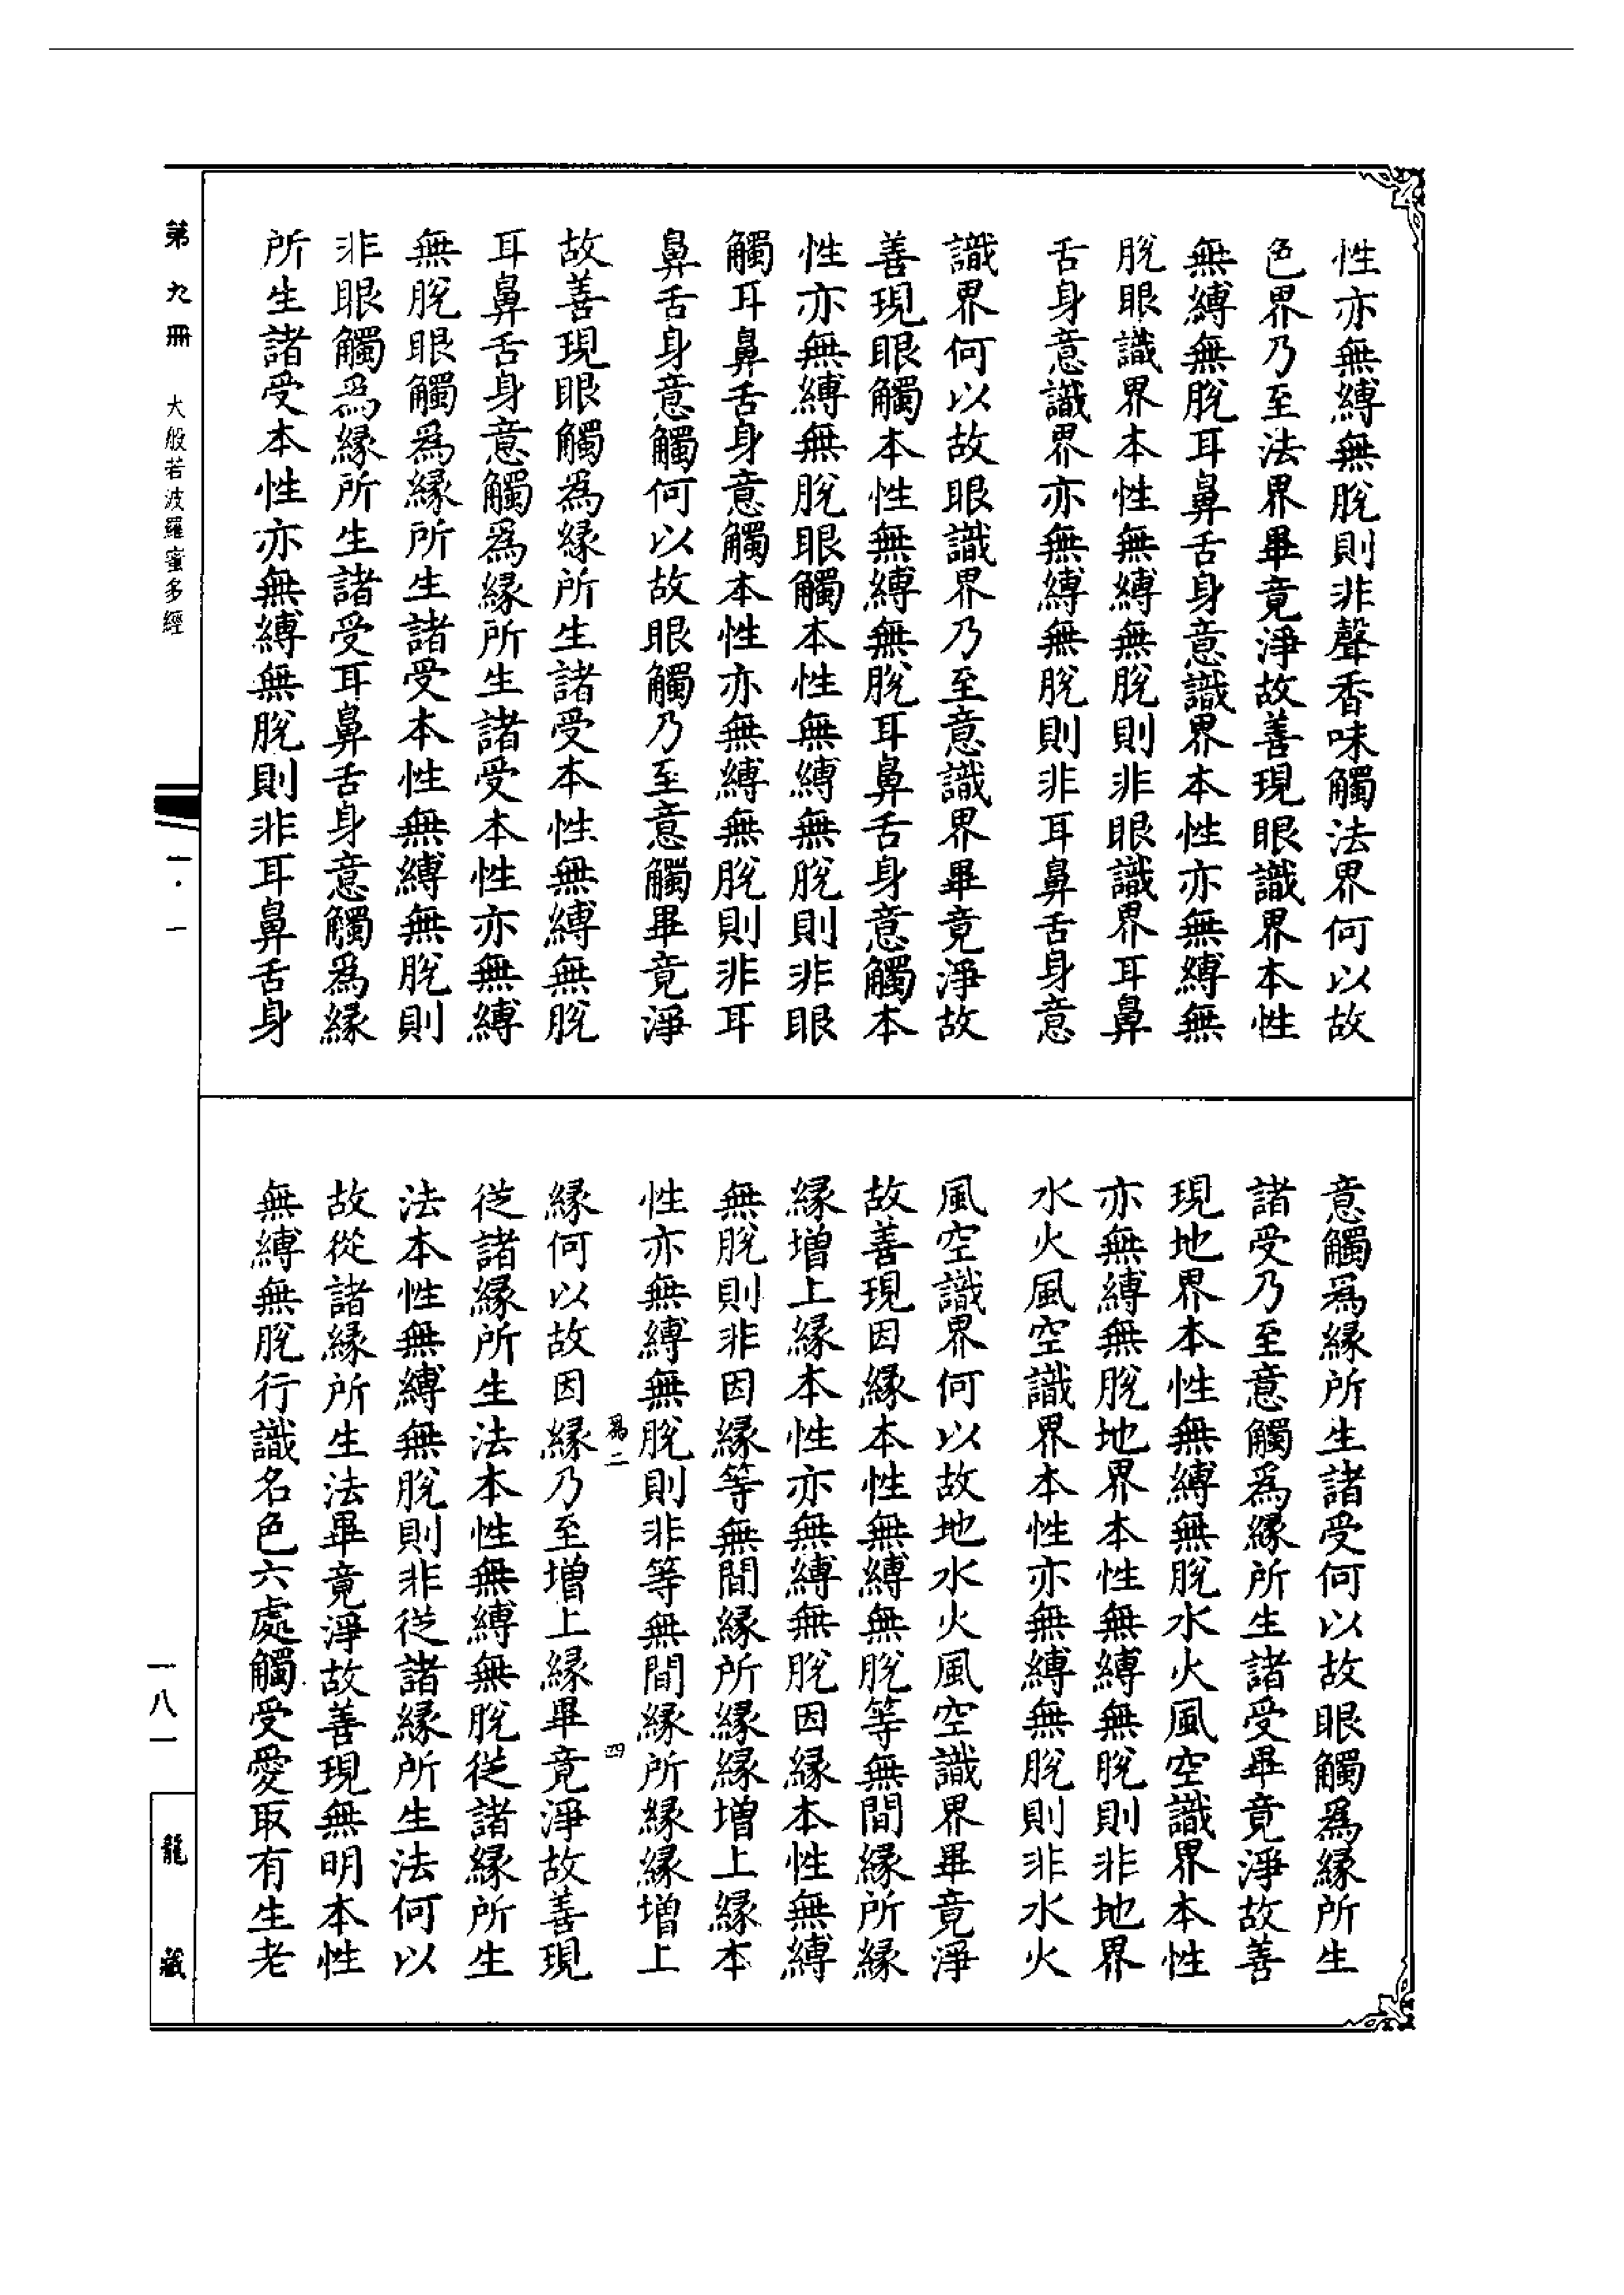 性亦無縛無脫則非聲香味觸法界何以故
色界乃至法界畢竟淨故善現眼識界本性
無縛無脫耳鼻舌身意識界本性亦無縛無
脫眼識界本性無縛無脫則非眼識界耳鼻
舌身意識界亦無縛無脫則非耳鼻舌身意
識界何以故眼識界乃至意識界畢竟淨故
善現眼觸本性無縛無脫耳鼻舌身意觸本
性亦無縛無脫眼觸本性無縛無脫則非眼
觸耳鼻舌身意觸本性亦無縛無脫則非耳
鼻舌身意觸何以故眼觸乃至意觸畢竟淨
故善現眼觸為緣所生諸受本性無縛無脫
耳鼻舌身意觸為緣所生諸受本性亦無縛
無脫眼觸為緣所生諸受本性無縛無脫則
非眼觸為緣所生諸受耳鼻舌身意觸為緣
所生諸受本性亦無縛無脫則非耳鼻舌身
意觸為緣所生諸受何以故眼觸為緣所生
諸受乃至意觸為緣所生諸受畢竟淨故善
現地界本性無縛無脫水火風空識界本性
亦無縛無脫地界本性無縛無脫則非地界
水火風空識界本性亦無縛無脫則非水火
風空識界何以故地水火風空識界畢竟淨
故善現因緣本性無縛無脫等無間緣所緣
緣增上緣本性亦無縛無脫因緣本性無縛
無脫則非因緣等無間緣所緣緣增上緣本
性亦無縛無脫則非等無間緣所緣緣增上
為二 四
緣何以故因緣乃至增上緣畢竟淨故善現
從諸緣所生法本性無縛無脫從諸緣所生
法本性無縛無脫則非從諸緣所生法何以
故從諸緣所生法畢竟淨故善現無明本性
無縛無脫行識名色六處觸受愛取有生老
第九冊 大般若波羅蜜多經
一·一
一八一
龍藏